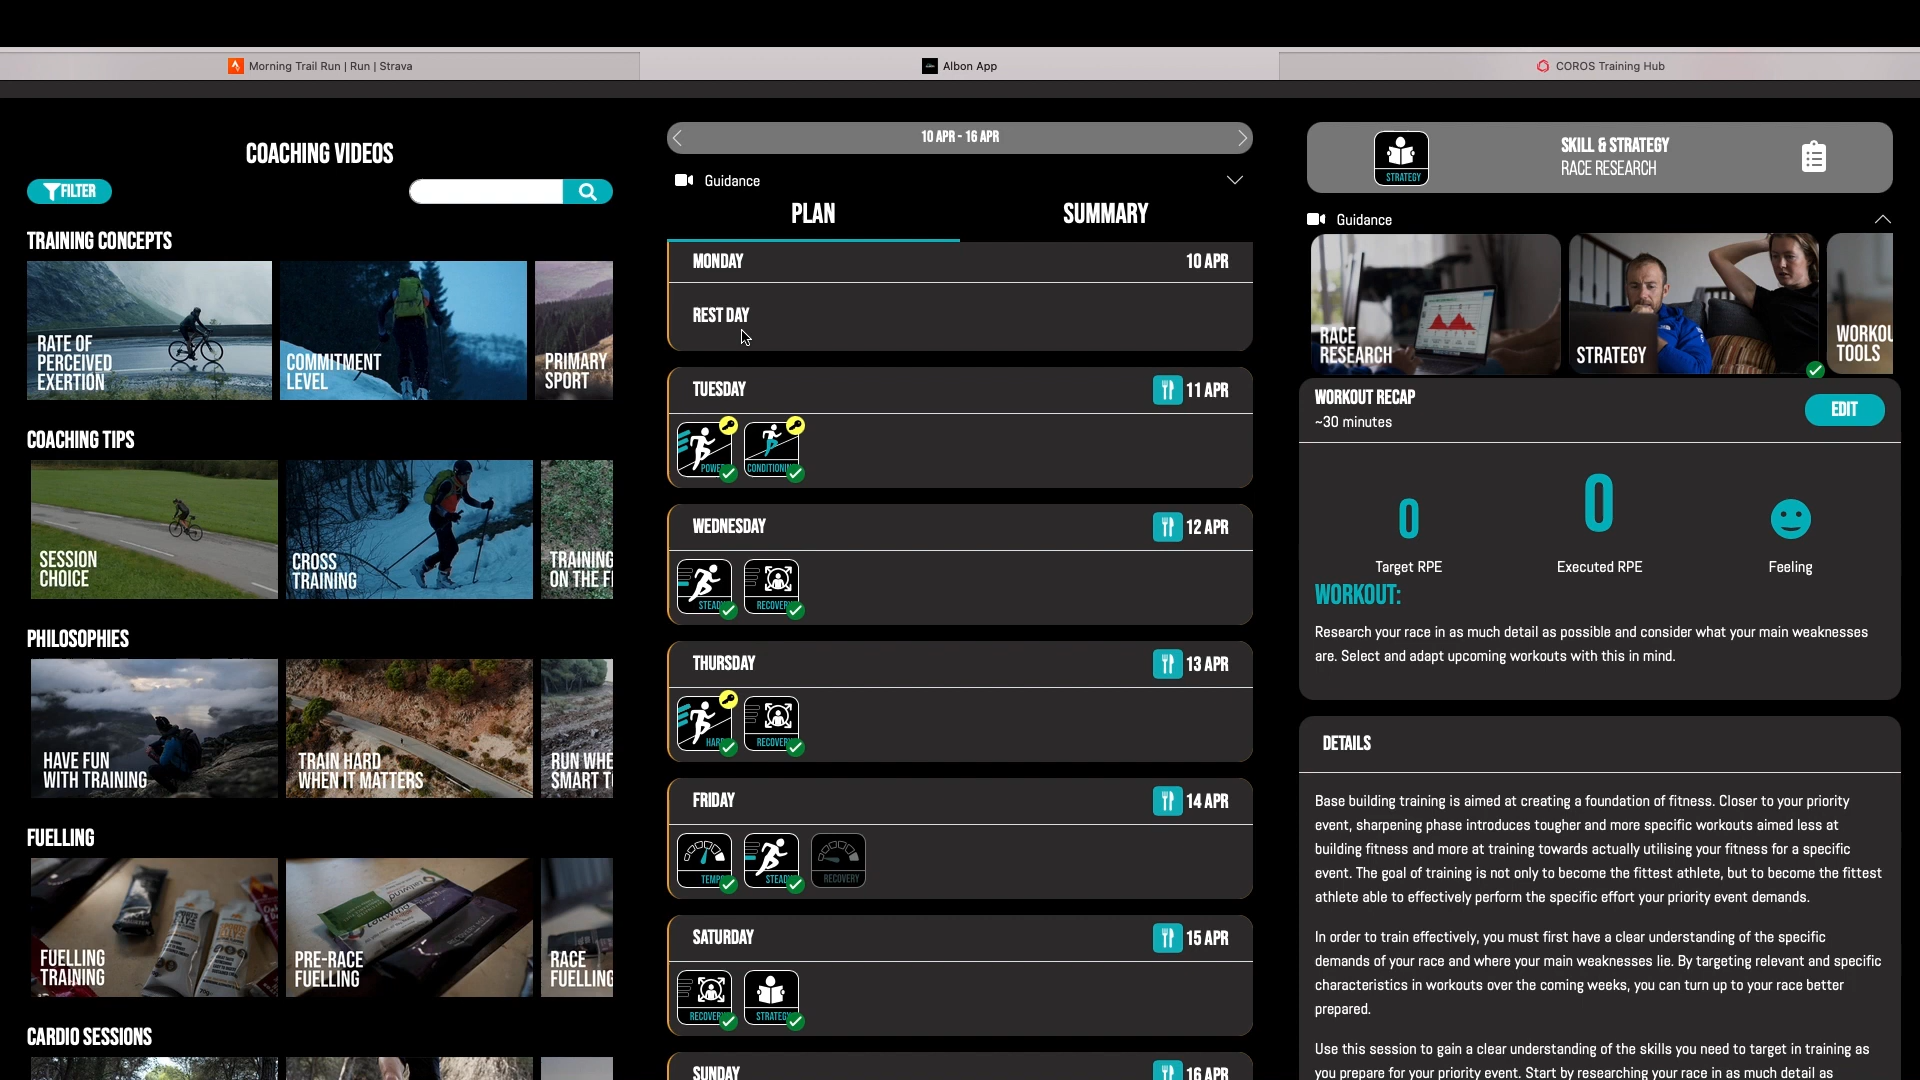 Morning Trail Run | Run | Strava
Albon App
COROS Training Hub
COACHING VIDEOS
FILTER
TRAINING CONCEPTS
RATE OF
PERCEIVED
EXERTION
COMMITMENT
LEVEL
PRIMARY
SPORT
COACHING TIPS
SESSION
CHOICE
CROSS
TRAINING
TRAINING
ON THE
PHILOSOPHIES
HAVE FUN
WITH TRAINING
TRAIN HARD
WHEN IT MATTERS
RUN
SMART
FUELLING
FUELLING
TRAINING
PRE-RACE
FUELLING
RACE
FUELLING
CARDIO SESSIONS
10 APR - 16 APR
Guidance
PLAN
SUMMARY
MONDAY
10 APR
REST DAY
TUESDAY
11 APR
CONDITIONING
WEDNESDAY
12 APR
THURSDAY
13 APR
FRIDAY
14 APR
RECOVERY
SATURDAY
15 APR
SUNDAY
16 APR
STRATEGY
SKILL & STRATEGY
RACE RESEARCH
Guidance
RACE
RESEARCH
STRATEGY
TOOLS
WORKOUT RECAP
~30 minutes
EDIT
0
0
Target RPE
Executed RPE
Feeling
WORKOUT:
Research your race in as much detail as possible and consider what your main weaknesses
are. Select and adapt upcoming workouts with this in mind.
DETAILS
Base building training is aimed at creating a foundation of fitness. Closer to your priority
event, sharpening phase introduces tougher and more specific workouts aimed less at
building fitness and more at training towards actually utilising your fitness for a specific
event. The goal of training is not only to become the fittest athlete, but to become the fittest
athlete able to effectively perform the specific effort your priority event demands.
In order to train effectively, you must first have a clear understanding of the specific
demands of your race and where your main weaknesses lie. By targeting relevant and specific
characteristics in workouts over the coming weeks, you can turn up to your race better
prepared.
Use this session to gain a clear understanding of the skills you need to target in training as
you prepare for your priority event. Start by researching your race in as much detail as